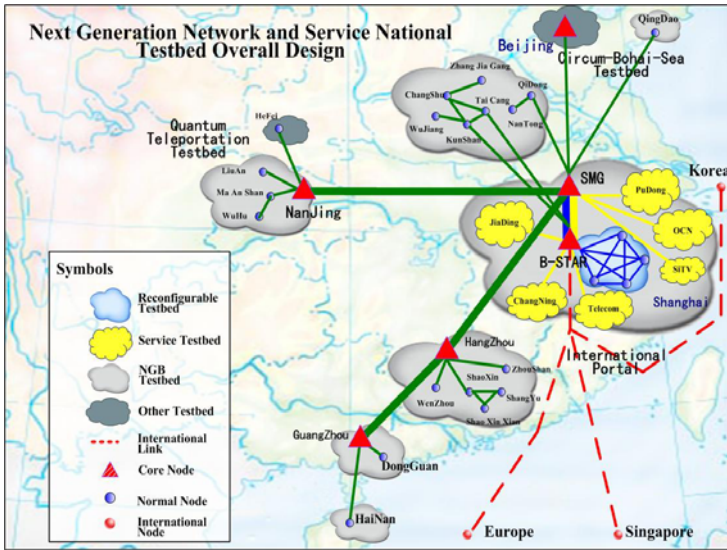 Next Generation Network and Service National
Testbed Overall Design
Beijing
QingDao
Circum-Bohai-Sea
Testbed
Zhang Jia Gang
ChangShu
Tai Cang
QiDong
WuJiang
KunShan
NanTong
Quantum
Teleportation
Testbed
HeFei
LiuAn
Ma An Shan
WuHu
NanJing
SMG
Korea
PuDong
JiaDing
OCN
B-STAR
SiTV
ChangNing
Telecom
Shanghai
International
Portal
HangZhou
ZhouShan
ShaoXin
WenZhou
ShangYu
Shao Xin Xian
GuangZhou
DongGuan
HaiNan
Europe
Singapore
Symbols
Reconfigurable
Testbed
Service Testbed
NGB
Testbed
Other Testbed
International
Link
Core Node
Normal Node
International
Node